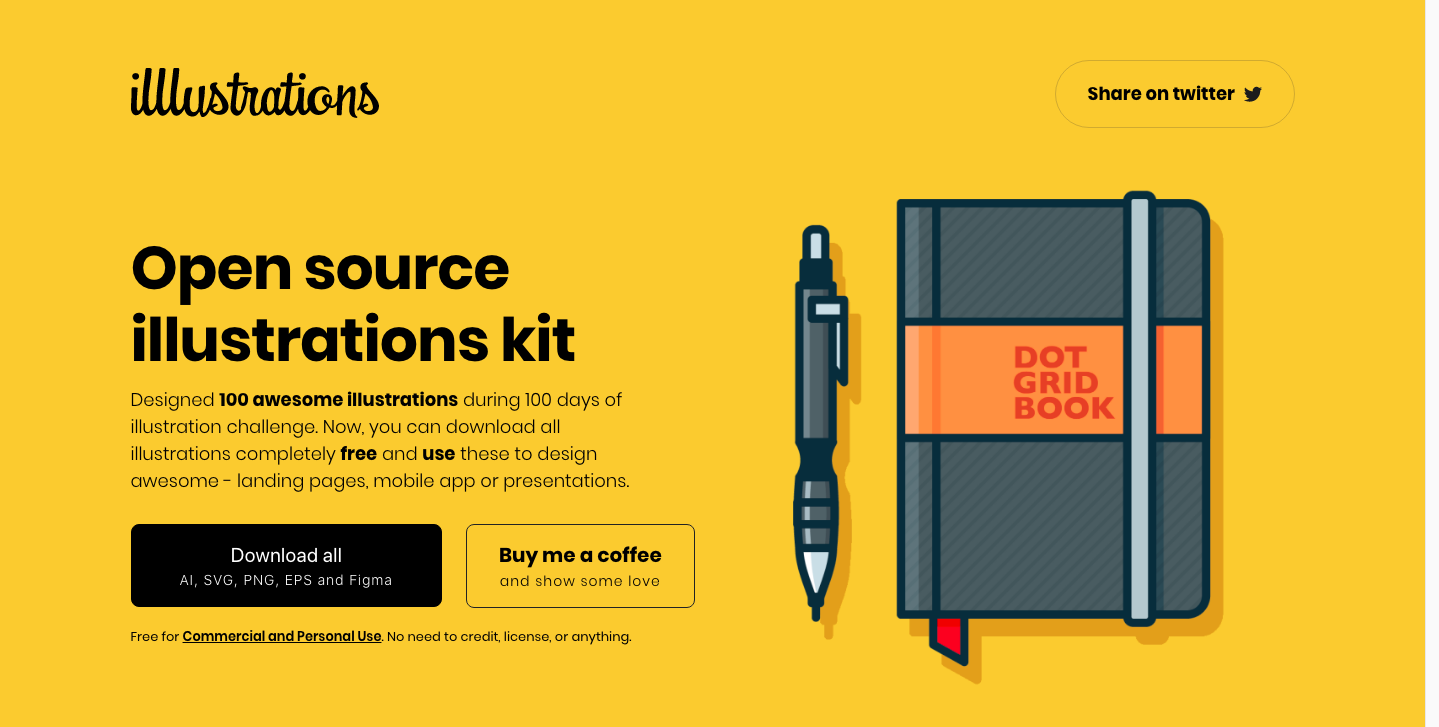 illlustrations
Share on twitter
Open source
illustrations kit
Designed 100 awesome illustrations during 100 days of
illustration challenge. Now, you can download all
illustrations completely free and use these to design
awesome - landing pages, mobile app or presentations.
Download all
AI, SVG, PNG, EPS and Figma
Buy me a coffee
and show some love
Free for Commercial and Personal Use. No need to credit, license, or anything.
DOT
GRID
BOOK